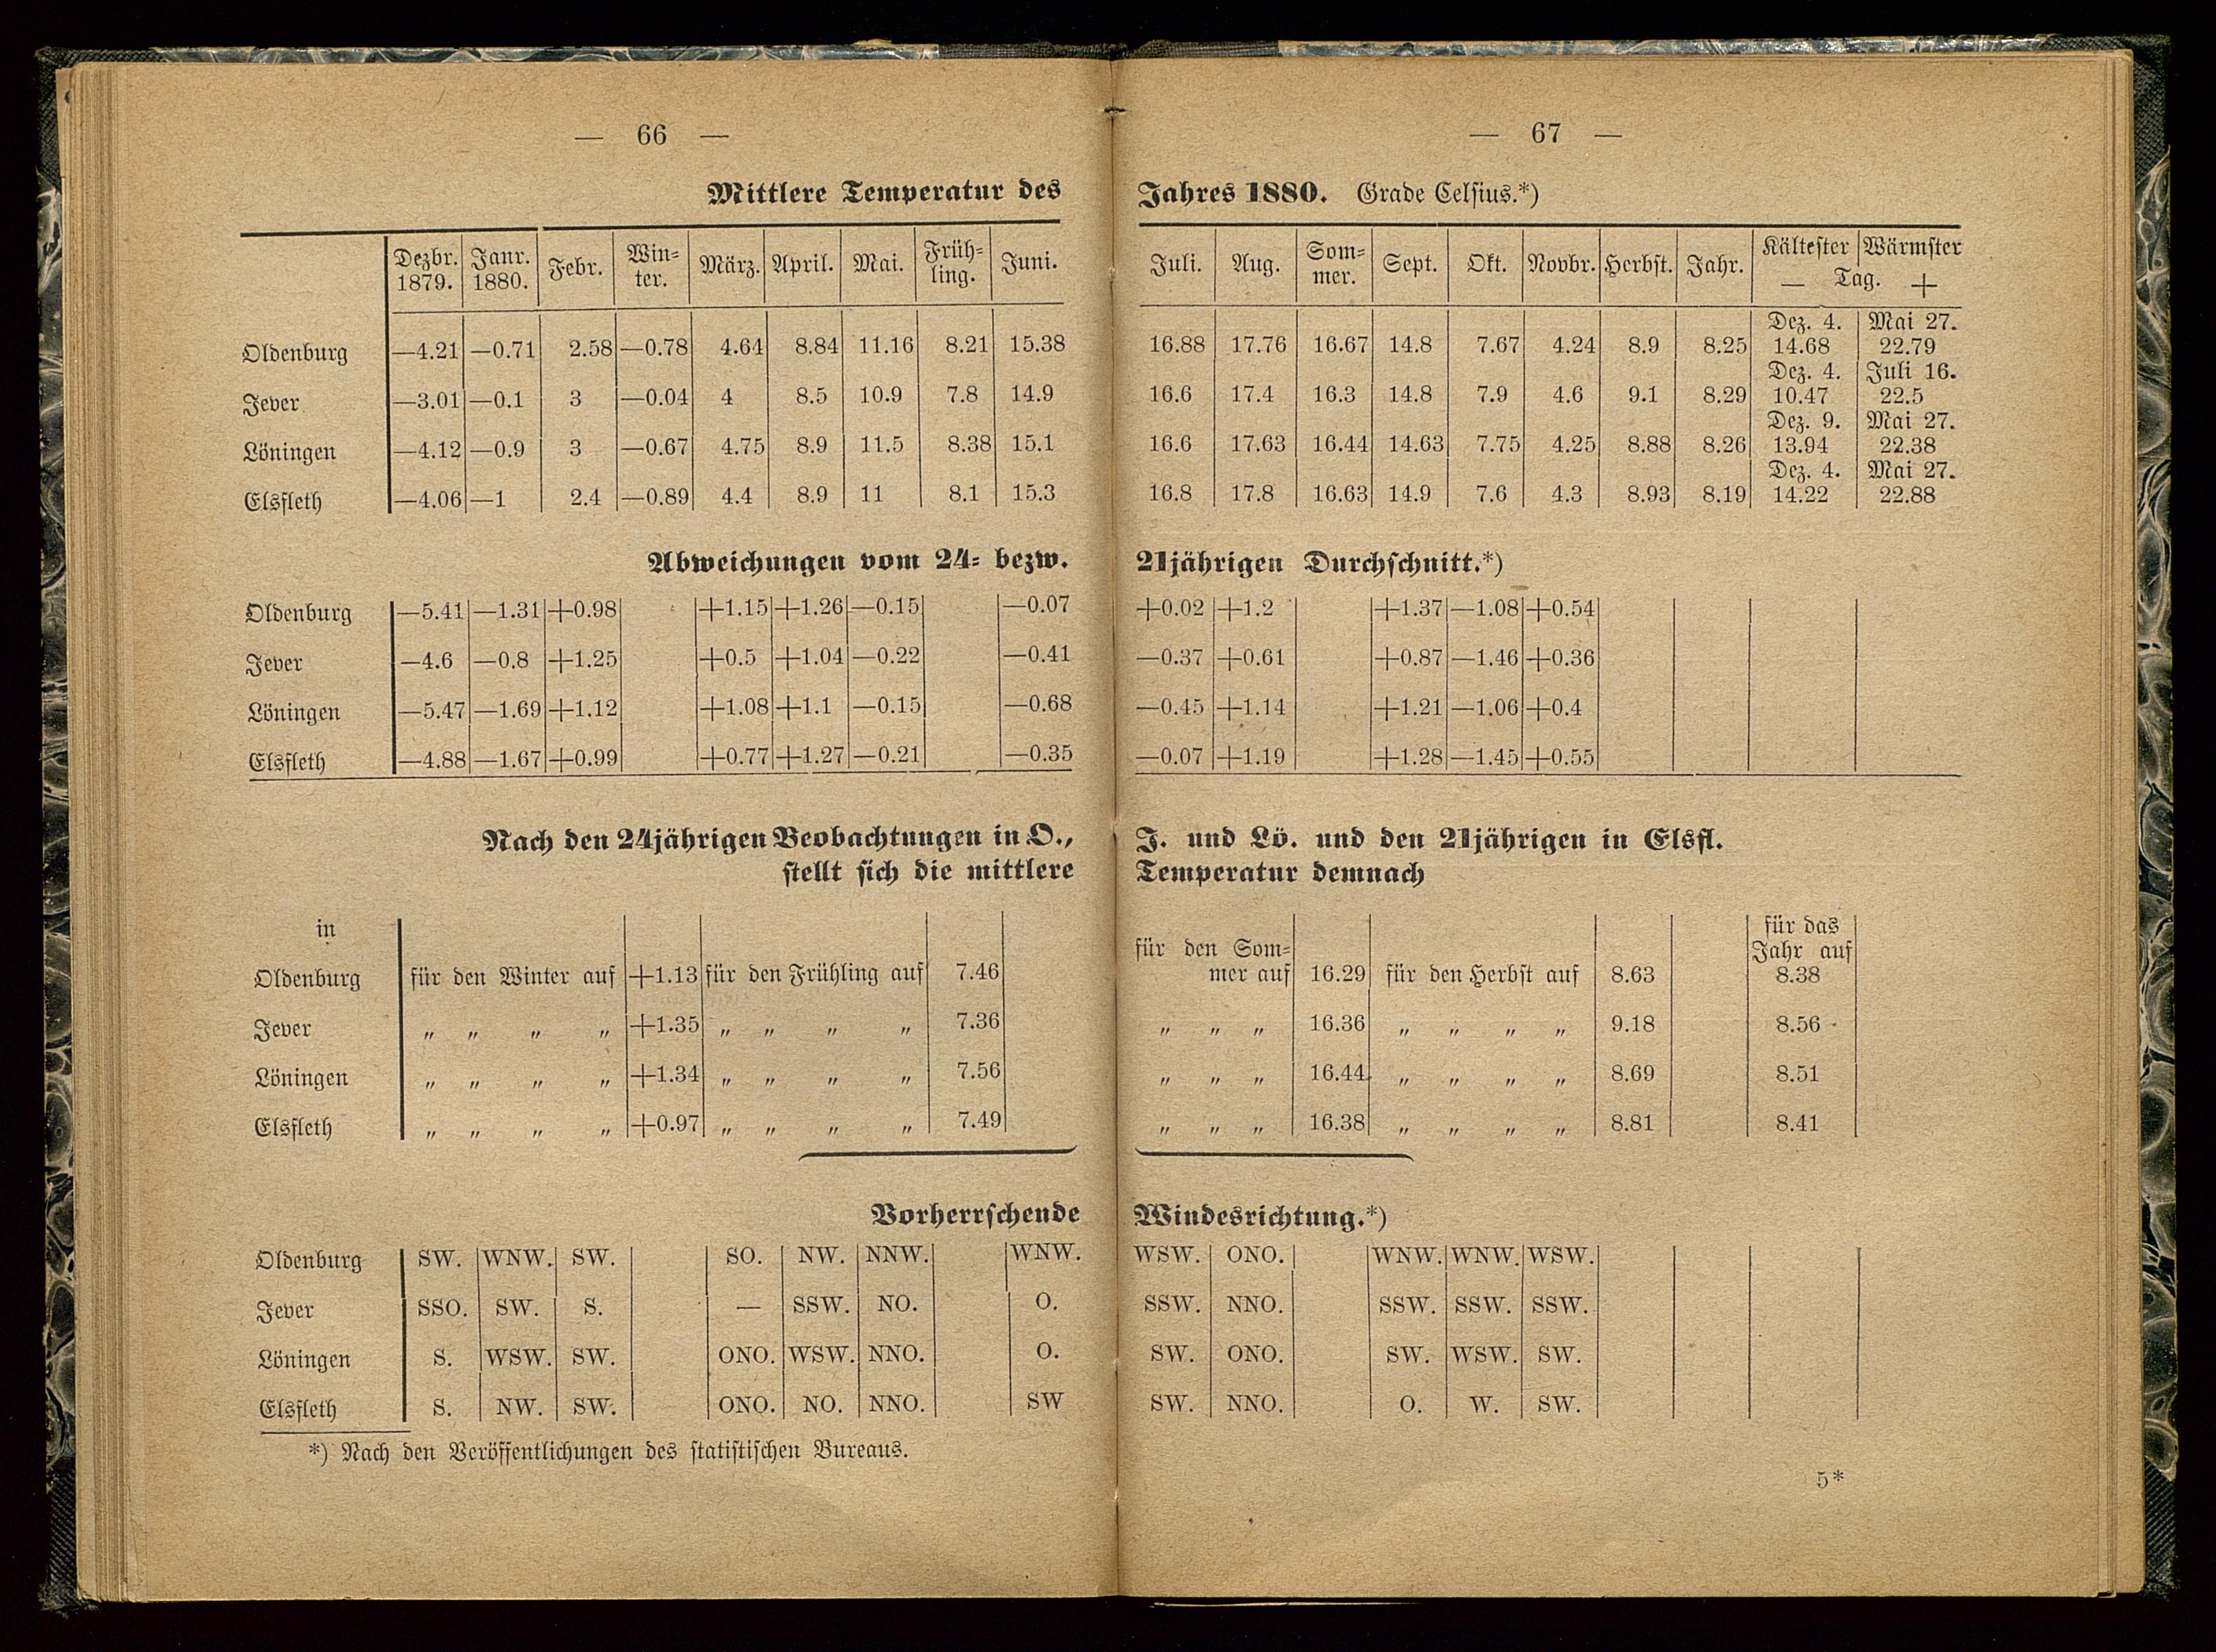 — 66 —
Mittlere Temperatur des
Dezbr. 1879. Janr. 1880. Febr. Win-ter. März. April. Mai. Früh-ling. Juni.
Oldenburg —4.21 —0.71 2.58 —0.78 4.64 8.84 11.16 8.21 15.38
Jever —3.01 —0.1 3 —0.04 4 8.5 10.9 7.8 14.9
Löningen —4.12 —0.9 3 —0.67 4.75 8.9 11.5 8.38 15.1
Elsfleth —4.06 —1 2.4 —0.89 4.4 8.9 11 8.1 15.3
Abweichungen vom 24- bezw.
Oldenburg —5.41 —1.31 +0.98 +1.15 +1.26 —0.15 —0.07
Jever —4.6 —0.8 +1.25 +0.5 +1.04 —0.22 —0.41
Löningen —5.47 —1.69 +1.12 +1.08 +1.1 —0.15 —0.68
Elsfleth —4.88 —1.67 +0.99 +0.77 +1.27 —0.21 —0.35
Nach den 24jährigen Beobachtungen in O.,
stellt sich die mittlere
in
Oldenburg für den Winter auf +1.13 für den Frühling auf 7.46
Jever „ „ „ „ +1.35 „ „ „ „ 7.36
Löningen „ „ „ „ +1.34 „ „ „ „ 7.56
Elsfleth „ „ „ „ +0.97 „ „ „ „ 7.49
Vorherrschende
Oldenburg SW. WNW. SW. SO. NW. NNW. WNW.
Jever SSO. SW. S. — SSW. NO. O.
Löningen S. WSW. SW. ONO. WSW. NNO. O.
Elsfleth S. NW. SW. ONO. NO. NNO. SW
*) Nach den Veröffentlichungen des statistischen Bureaus.
— 67 —
Jahres 1880. Grade Celsius.*)
Juli. Aug. Som-mer. Sept. Okt. Novbr. Herbst. Jahr. Kältester Wärmster
— Tag. +
Dez. 4. Mai 27.
16.88 17.76 16.67 14.8 7.67 4.24 8.9 8.25 14.68 22.79
Dez. 4. Juli 16.
16.6 17.4 16.3 14.8 7.9 4.6 9.1 8.29 10.47 22.5
Dez. 9. Mai 27.
16.6 17.63 16.44 14.63 7.75 4.25 8.88 8.26 13.94 22.38
Dez. 4. Mai 27.
16.8 17.8 16.63 14.9 7.6 4.3 8.93 8.19 14.22 22.88
21jährigen Durchschnitt.*)
+0.02 +1.2 +1.37 —1.08 +0.54
—0.37 +0.61 +0.87 —1.46 +0.36
—0.45 +1.14 +1.21 —1.06 +0.4
—0.07 +1.19 +1.28 —1.45 +0.55
J. und Lö. und den 21jährigen in Elsfl.
Temperatur demnach
für das
für den Som- Jahr auf
mer auf 16.29 für den Herbst auf 8.63 8.38
„ „ „ 16.36 „ „ „ „ 9.18 8.56
„ „ „ 16.44 „ „ „ „ 8.69 8.51
„ „ „ 16.38 „ „ „ „ 8.81 8.41
Windesrichtung.*)
WSW. ONO. WNW. WNW. WSW.
SSW. NNO. SSW. SSW. SSW.
SW. ONO. SW. WSW. SW.
SW. NNO. O. W. SW.
5*